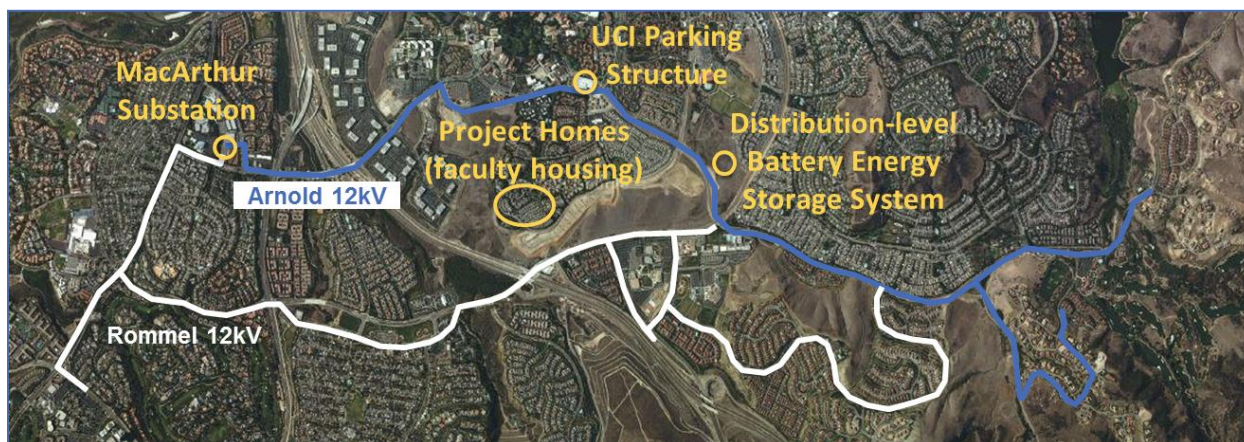 MacArthur
Substation
UCI Parking
Structure
Project Homes
(faculty housing)
Distribution-level
Battery Energy
Storage System
Arnold 12kV
Rommel 12kV